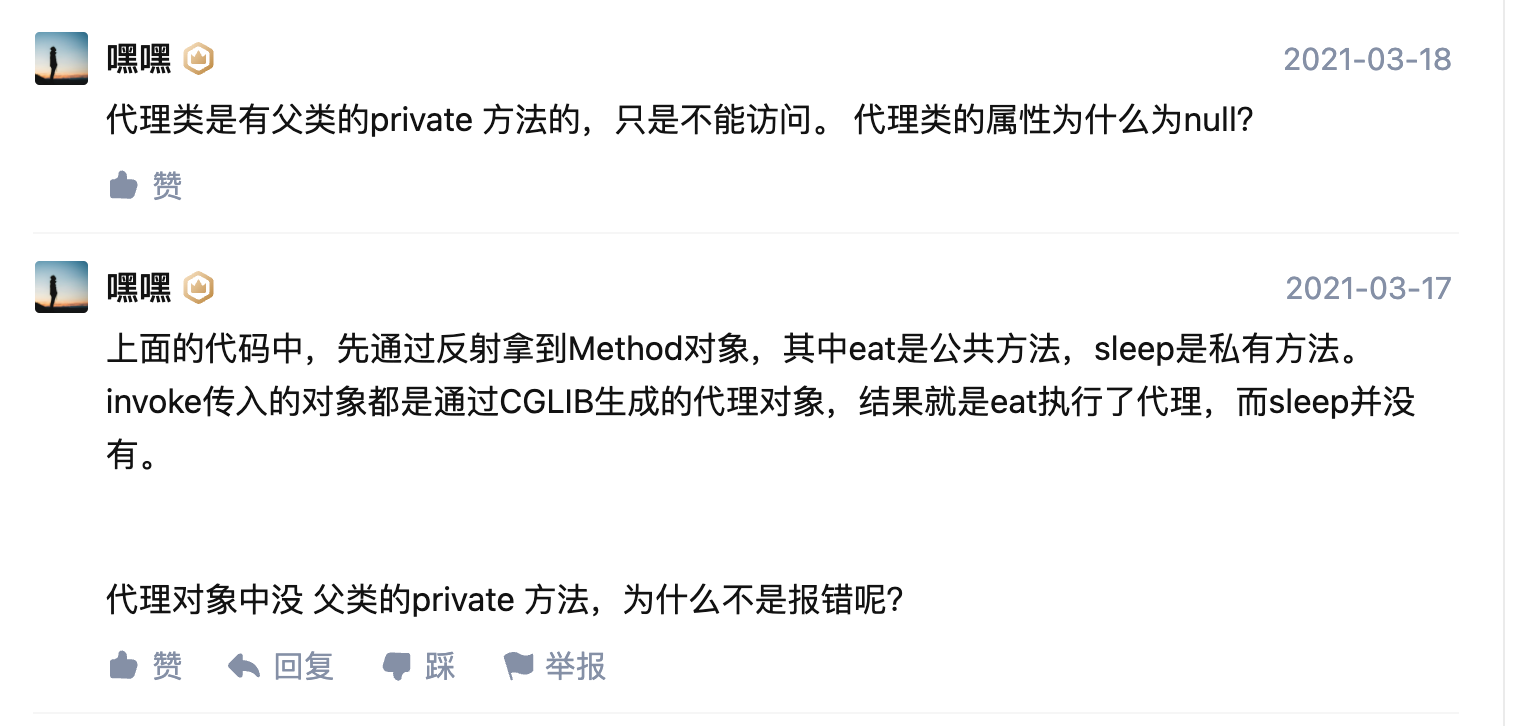 嘿嘿
2021-03-18
代理类是有父类的private 方法的，只是不能访问。 代理类的属性为什么为null?
赞
嘿嘿
2021-03-17
上面的代码中，先通过反射拿到Method对象，其中eat是公共方法，sleep是私有方法。
invoke传入的对象都是通过CGLIB生成的代理对象，结果就是eat执行了代理，而sleep并没
有。
代理对象中没 父类的private 方法，为什么不是报错呢?
赞 回复 踩 举报